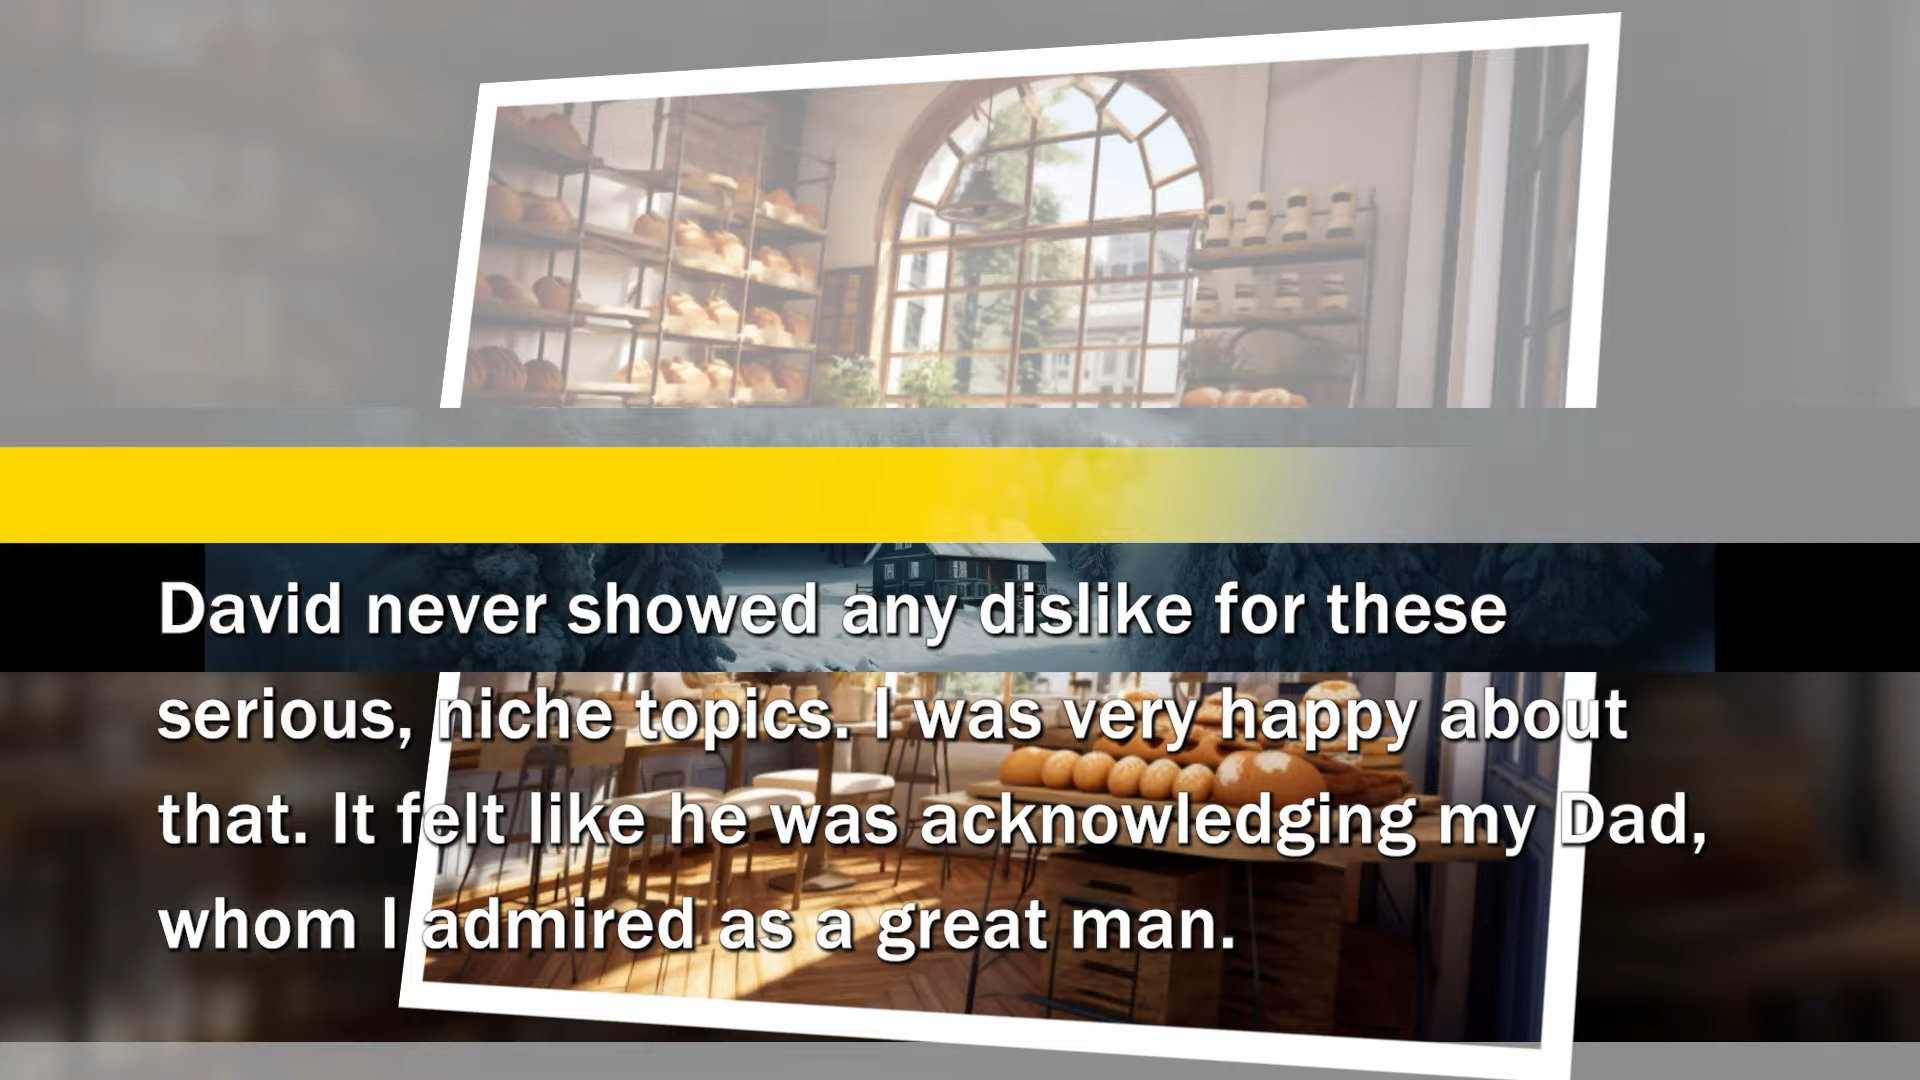 David never showed any dislike for these
serious, niche topics. I was very happy about
that. It felt like he was acknowledging my Dad,
whom I admired as a great man.